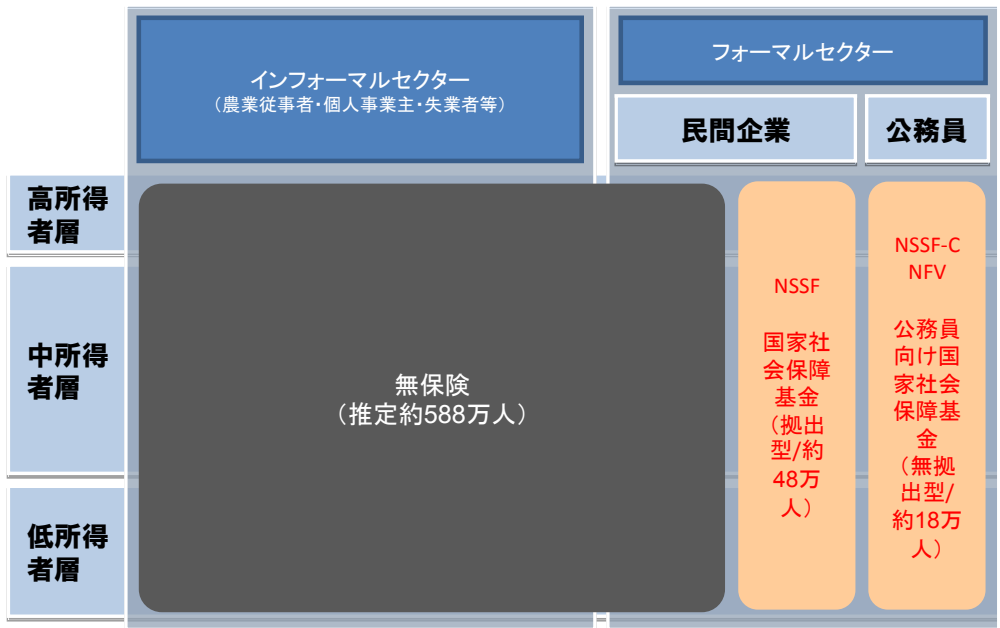 インフォーマルセクター
（農業従事者・個人事業主・失業者等）
フォーマルセクター
民間企業
公務員
高所得
者層
中所得
者層
低所得
者層
無保険
（推定約588万人）
NSSF
国家社
会保障
基金
（拠出
型/約
48万
人）
NSSF-C
NFV
公務員
向け国
家社会
保障基
金
（無拠
出型/
約18万
人）